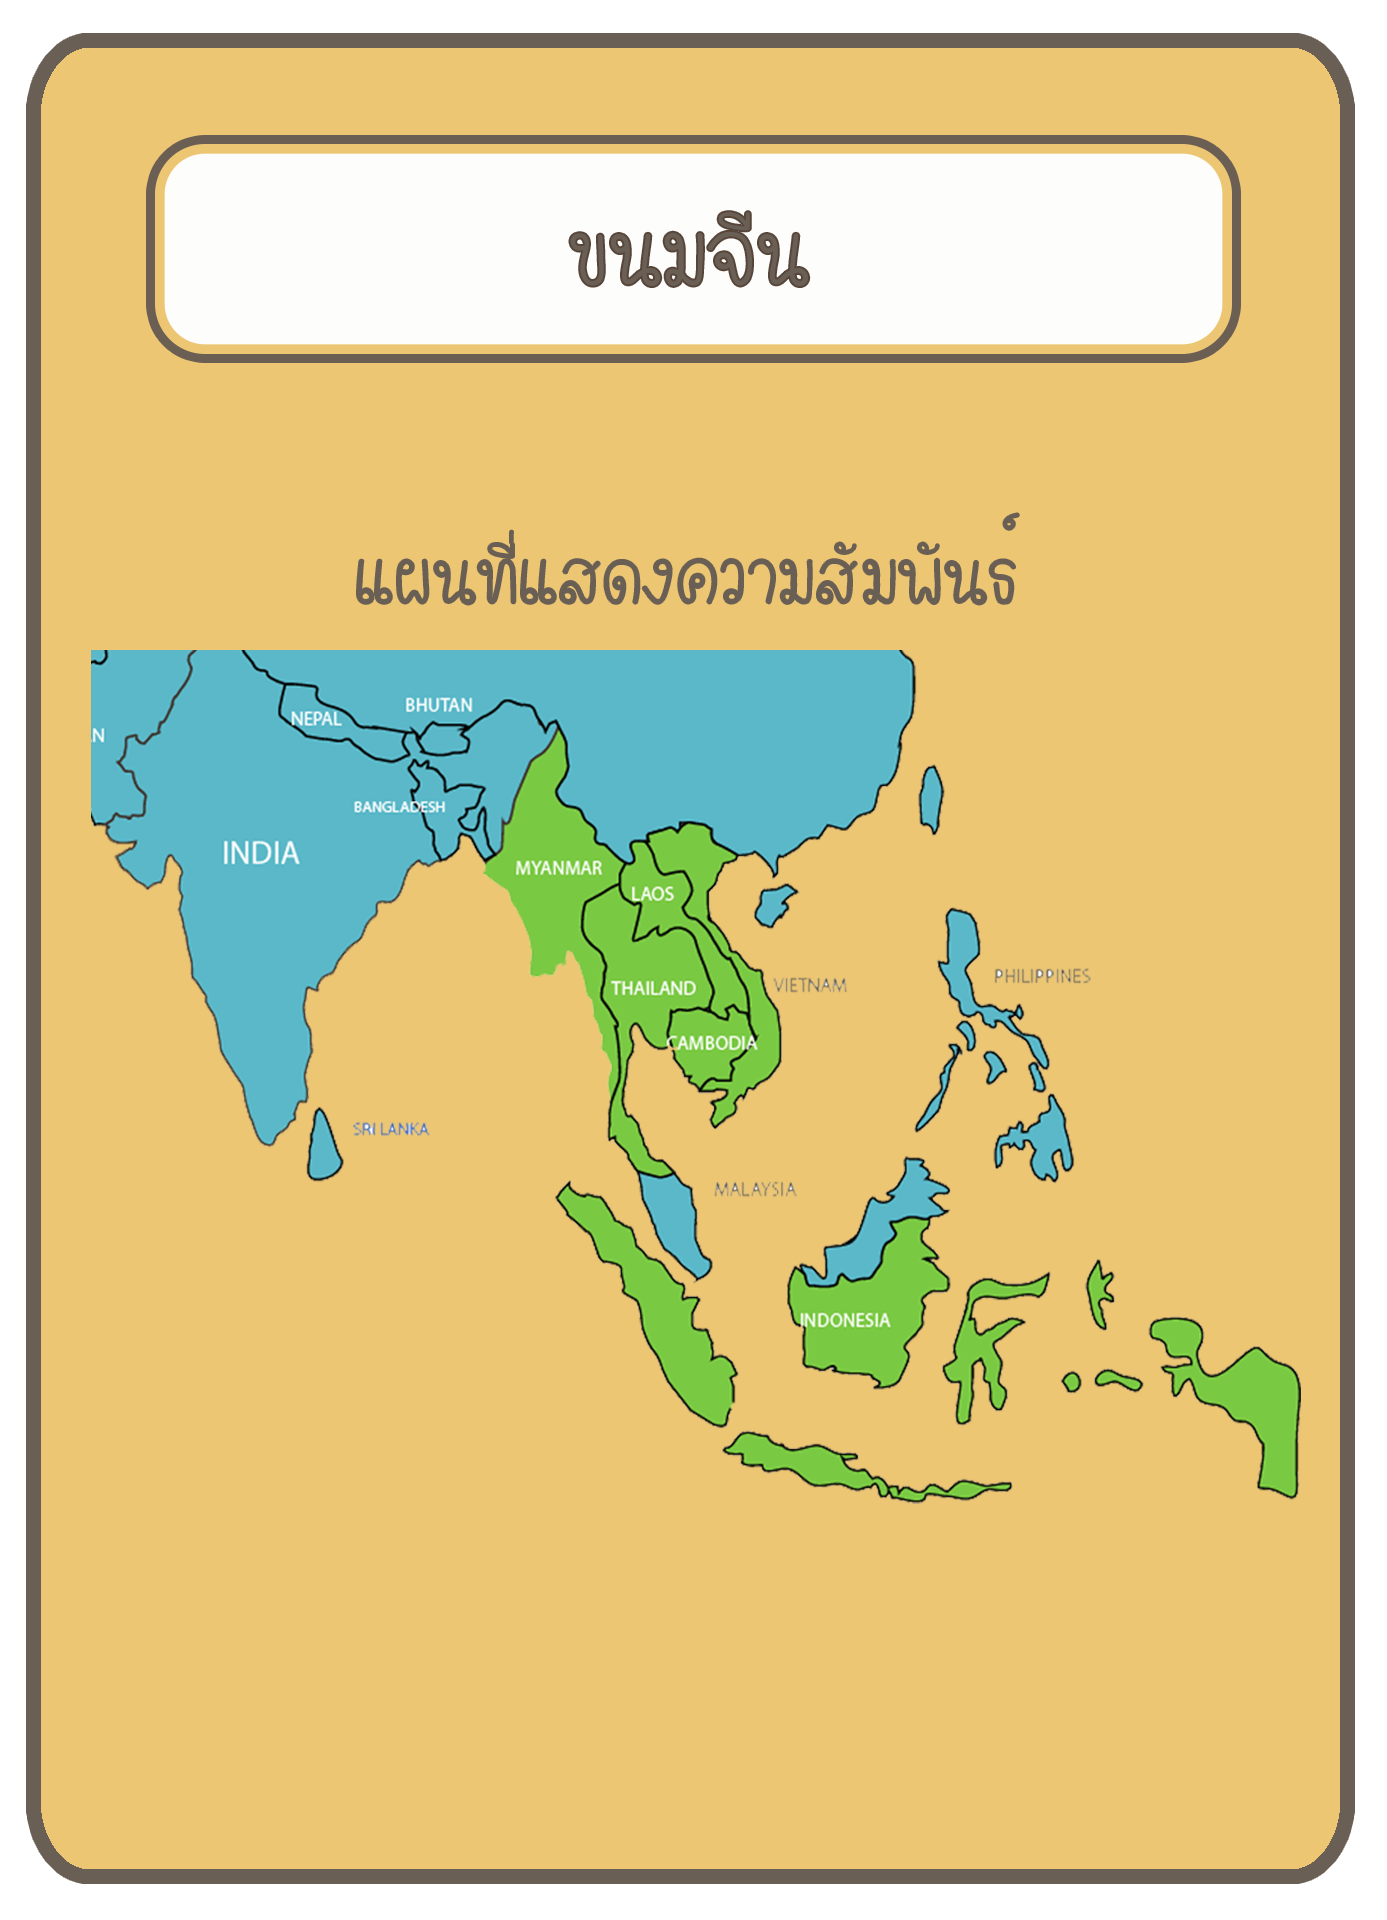 ขนมจีน
แผนที่แสดงความสัมพันธ์
NEPAL
BHUTAN
N
BANGLADESH
INDIA
MYANMAR
LAOS
THAILAND
VIETNAM
PHILIPPINES
CAMBODIA
SRI LANKA
MALAYSIA
INDONESIA